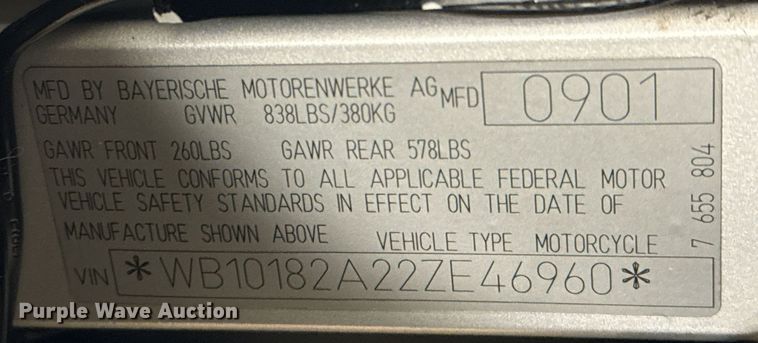 MFD BY BAYERISCHE MOTORENWERKE AG MFD 0901
GERMANY GVWR 838LBS/380KG
GAWR FRONT 260LBS GAWR REAR 578LBS
THIS VEHICLE CONFORMS TO ALL APPLICABLE FEDERAL MOTOR
VEHICLE SAFETY STANDARDS IN EFFECT ON THE DATE OF
MANUFACTURE SHOWN ABOVE VEHICLE TYPE MOTORCYCLE
VIN *WB10182A22ZE46960*
7 655 804
Purple Wave Auction